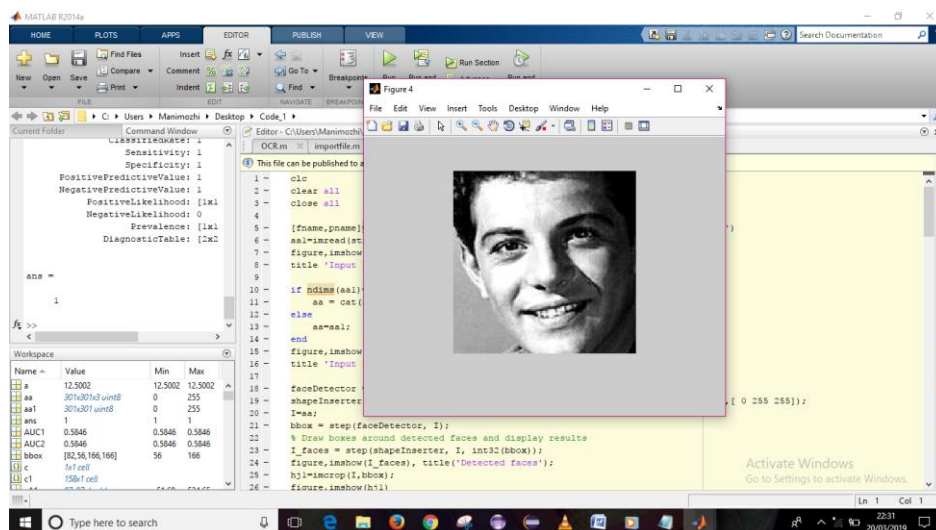 MATLAB R2014a
HOME PLOTS APPS EDITOR PUBLISH VIEW
Search Documentation
New Open Save
Find Files
Compare
Print
Insert
Comment
Indent
Go To
Find
Breakpoints
Run
Run and
Run Section
Run and
FILE EDIT NAVIGATE
C: Users Manimozhi Desktop Code_1
Current Folder Command Window
Sensitivity: 1
Specificity: 1
PositivePredictiveValue: 1
NegativePredictiveValue: 1
PositiveLikelihood: [1x1
NegativeLikelihood: 0
Prevalence: [1x1
DiagnosticTable: [2x2
ans =
1
fx >>
Workspace
Name Value Min Max
a 12.5002 12.5002 12.5002
aa 301x301x3 uint8 0 255
aa1 301x301 uint8 0 255
ans 1 1 1
AUC1 0.5846 0.5846 0.5846
AUC2 0.5846 0.5846 0.5846
bbox [82,56,166,166] 56 166
c 1x1 cell
c1 158x1 cell
Editor - C:\Users\Manimozhi\
OCR.m importfile.m
This file can be published to a
1 clc
2 clear all
3 close all
4
5 [fname,pname]
6 aa1=imread(st
7 figure,imshow
8 title 'Input
9
10 if ndims(aa1)
11 aa = cat(
12 else
13 aa=aa1;
14 end
15 figure,imshow
16 title 'Input
17
18 faceDetector
19 shapeInserter ,[ 0 255 255]);
20 I=aa;
21 bbox = step(faceDetector, I);
22 % Draw boxes around detected faces and display results
23 I_faces = step(shapeInserter, I, int32(bbox));
24 figure,imshow(I_faces), title('Detected faces');
25 hj1=imcrop(I,bbox);
26 figure,imshow(hj1)
Figure 4
File Edit View Insert Tools Desktop Window Help
Activate Windows
Go to Settings to activate Windows.
Ln 1 Col 1
Type here to search
22:31
20/03/2019